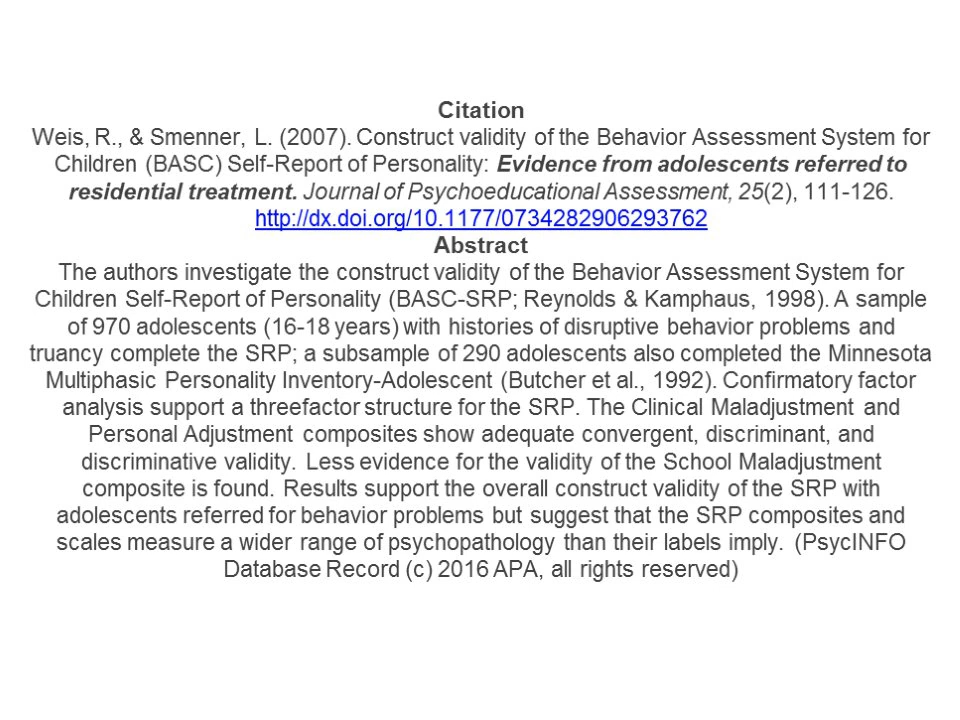 Citation
Weis, R., & Smenner, L. (2007). Construct validity of the Behavior Assessment System for
Children (BASC) Self-Report of Personality: Evidence from adolescents referred to
residential treatment. Journal of Psychoeducational Assessment, 25(2), 111-126.
http://dx.doi.org/10.1177/0734282906293762
Abstract
The authors investigate the construct validity of the Behavior Assessment System for
Children Self-Report of Personality (BASC-SRP; Reynolds & Kamphaus, 1998). A sample
of 970 adolescents (16-18 years) with histories of disruptive behavior problems and
truancy complete the SRP; a subsample of 290 adolescents also completed the Minnesota
Multiphasic Personality Inventory-Adolescent (Butcher et al., 1992). Confirmatory factor
analysis support a threefactor structure for the SRP. The Clinical Maladjustment and
Personal Adjustment composites show adequate convergent, discriminant, and
discriminative validity. Less evidence for the validity of the School Maladjustment
composite is found. Results support the overall construct validity of the SRP with
adolescents referred for behavior problems but suggest that the SRP composites and
scales measure a wider range of psychopathology than their labels imply. (PsycINFO
Database Record (c) 2016 APA, all rights reserved)